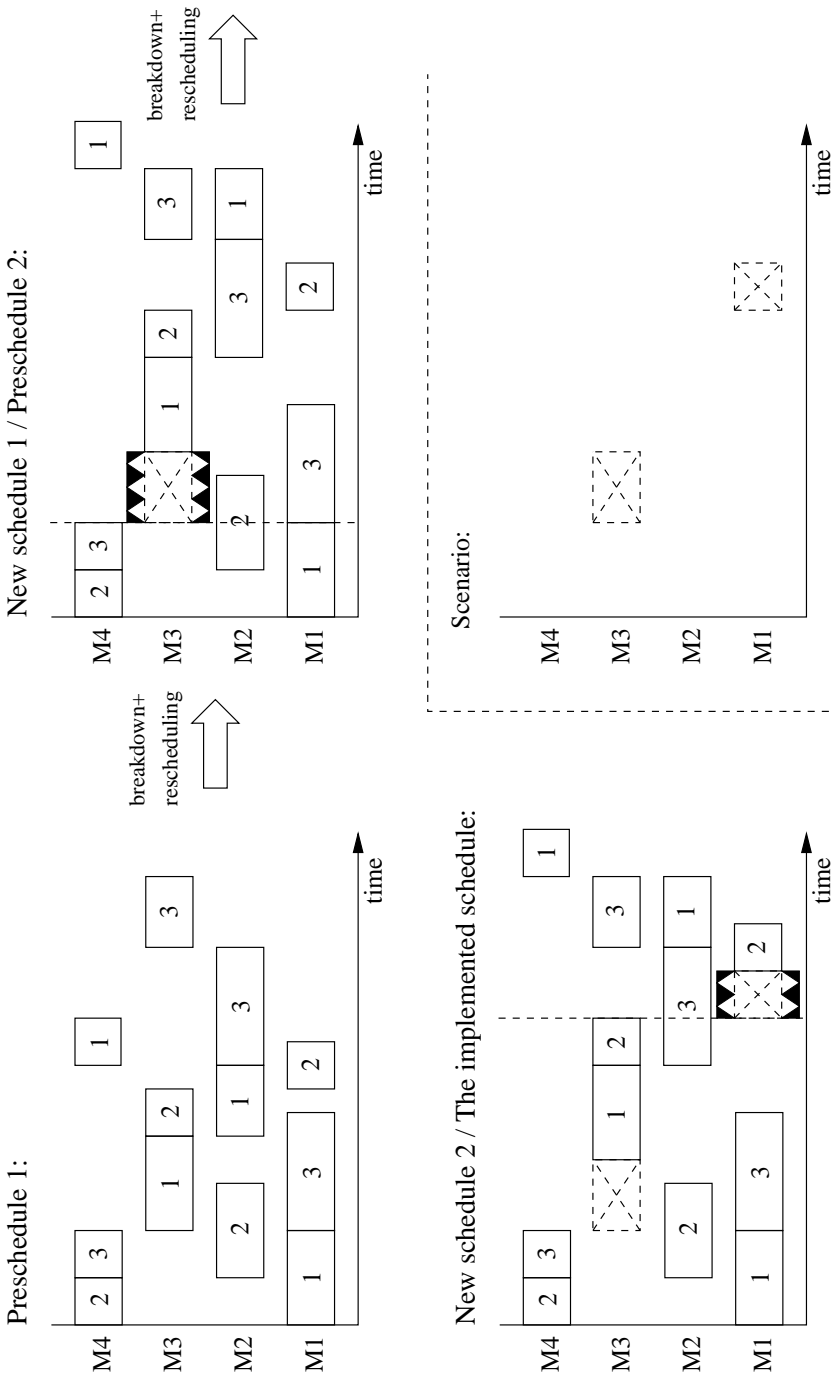 Preschedule 1:
M4 2 3 1
M3 1 2 3
M2 2 1 3
M1 1 3 2
time
breakdown+
rescheduling
New schedule 1 / Preschedule 2:
M4 2 3 1
M3 1 2 3
M2 2 3 1
M1 1 3 2
time
breakdown+
rescheduling
New schedule 2 / The implemented schedule:
M4 2 3 1
M3 1 2 3
M2 2 3 1
M1 1 3 2
time
Scenario:
M4
M3
M2
M1
time